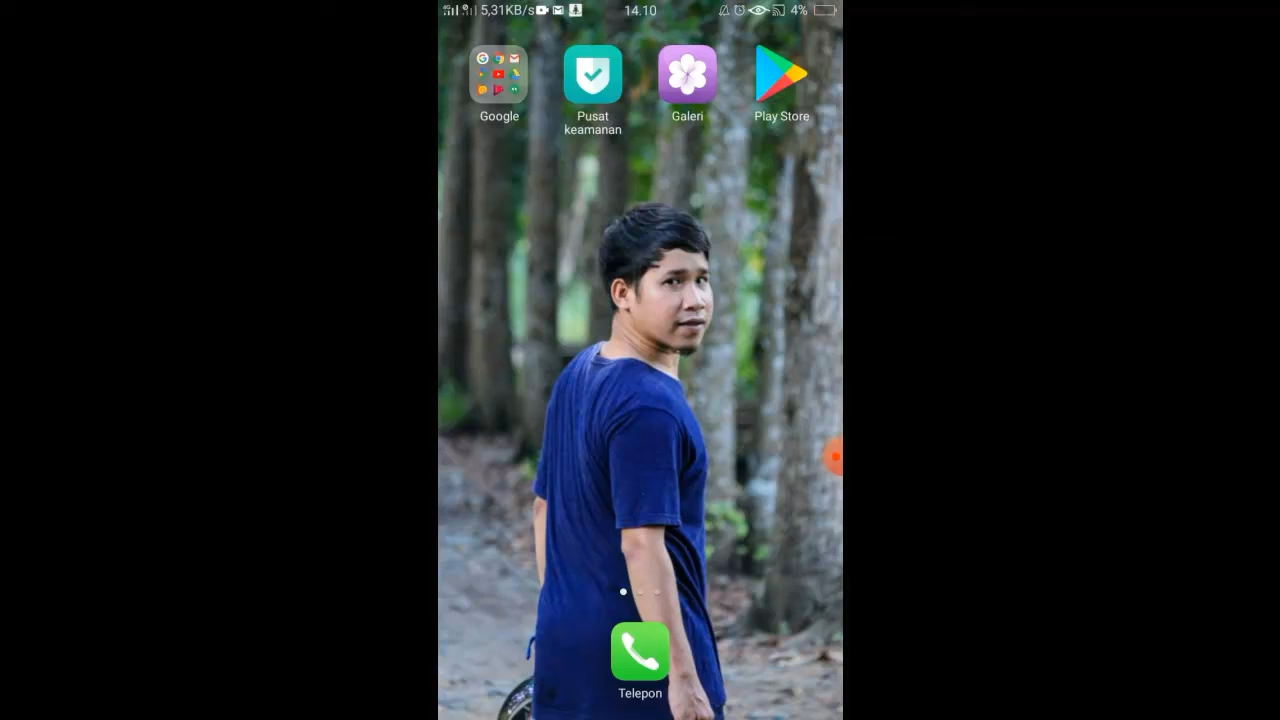 5,31KB/s 14.10 4%
Google
Pusat
keamanan
Galeri
Play Store
Telepon